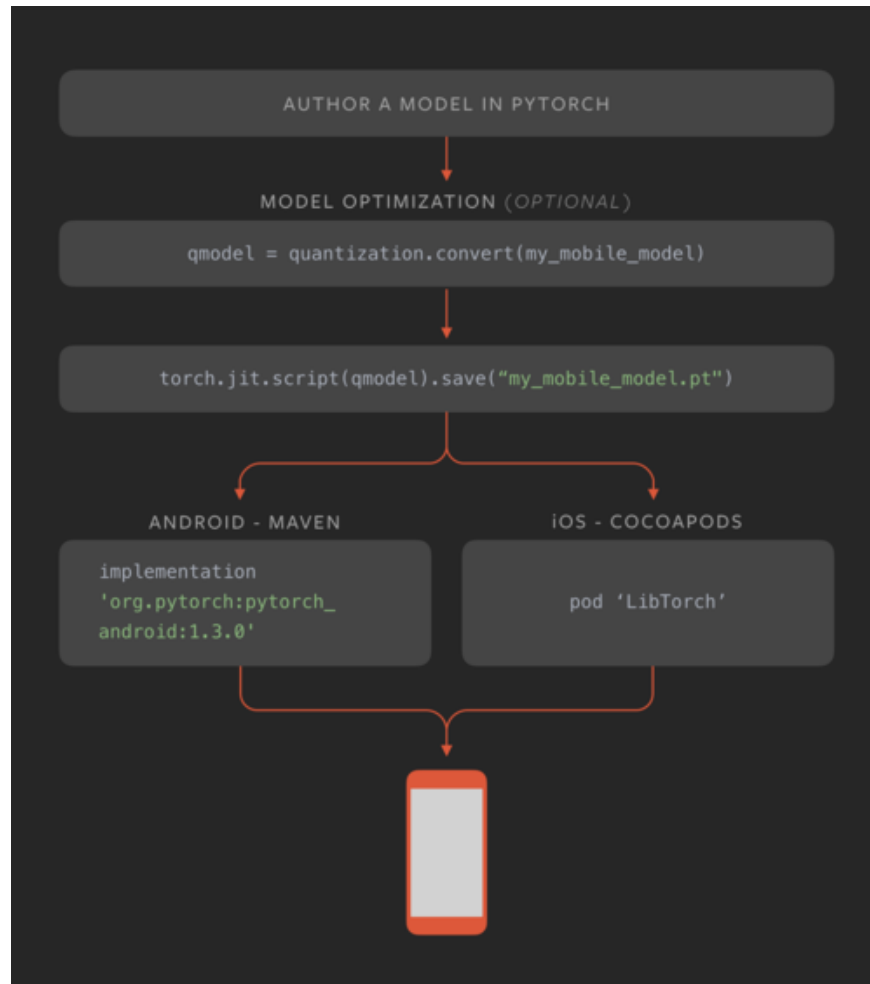 AUTHOR A MODEL IN PYTORCH
MODEL OPTIMIZATION (OPTIONAL)
qmodel = quantization.convert(my_mobile_model)
torch.jit.script(qmodel).save(“my_mobile_model.pt")
ANDROID - MAVEN
implementation
'org.pytorch:pytorch_
android:1.3.0'
iOS - COCOAPODS
pod ‘LibTorch’